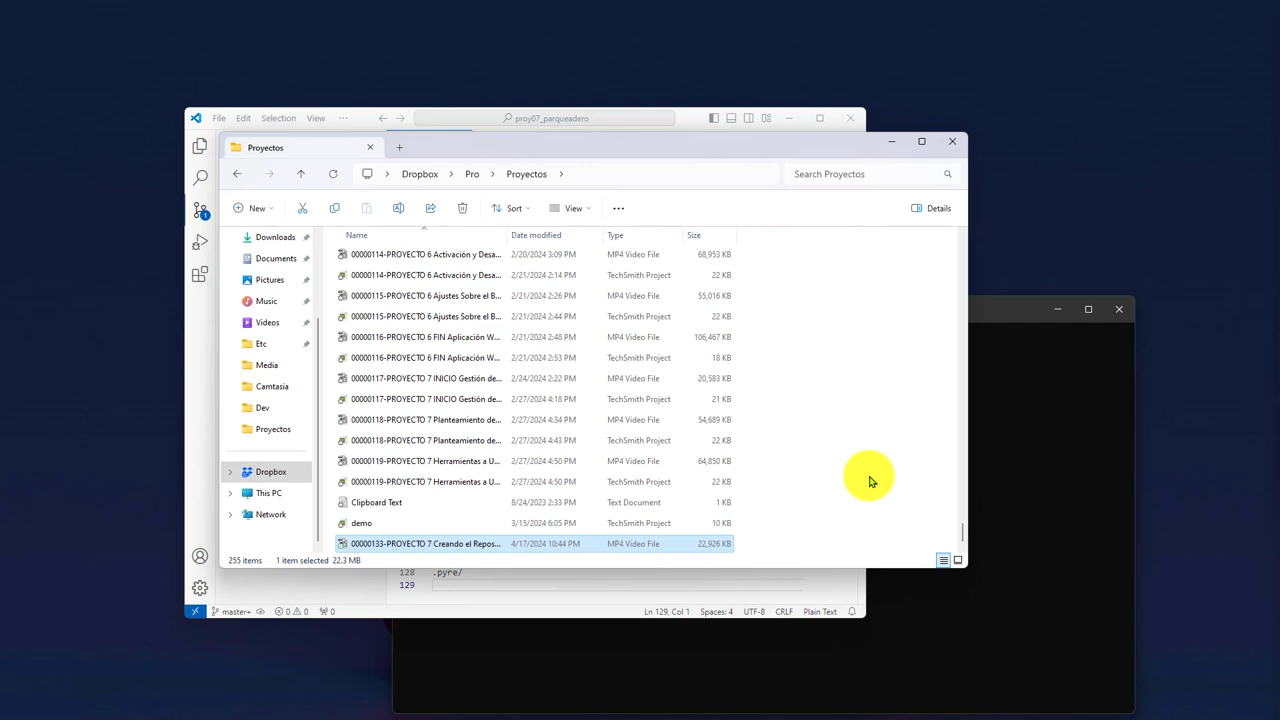 File Edit Selection View ··· proy07_parqueadero
Proyectos
Dropbox > Pro > Proyectos > Search Proyectos
New Sort View ··· Details
Name Date modified Type Size
Downloads
Documents
Pictures
Music
Videos
Etc
Media
Camtasia
Dev
Proyectos
Dropbox
This PC
Network
00000114-PROYECTO 6 Activación y Desa... 2/20/2024 3:09 PM MP4 Video File 68,953 KB
00000114-PROYECTO 6 Activación y Desa... 2/21/2024 2:14 PM TechSmith Project 22 KB
00000115-PROYECTO 6 Ajustes Sobre el B... 2/21/2024 2:26 PM MP4 Video File 55,016 KB
00000115-PROYECTO 6 Ajustes Sobre el B... 2/21/2024 2:44 PM TechSmith Project 22 KB
00000116-PROYECTO 6 FIN Aplicación W... 2/21/2024 2:48 PM MP4 Video File 106,467 KB
00000116-PROYECTO 6 FIN Aplicación W... 2/21/2024 2:53 PM TechSmith Project 18 KB
00000117-PROYECTO 7 INICIO Gestión de... 2/24/2024 2:22 PM MP4 Video File 20,583 KB
00000117-PROYECTO 7 INICIO Gestión de... 2/27/2024 4:18 PM TechSmith Project 21 KB
00000118-PROYECTO 7 Planteamiento de... 2/27/2024 4:33 PM MP4 Video File 54,689 KB
00000118-PROYECTO 7 Planteamiento de... 2/27/2024 4:43 PM TechSmith Project 22 KB
00000119-PROYECTO 7 Herramientas a U... 2/27/2024 4:50 PM MP4 Video File 64,850 KB
00000119-PROYECTO 7 Herramientas a U... 2/27/2024 4:50 PM TechSmith Project 22 KB
Clipboard Text 8/24/2023 2:33 PM Text Document 1 KB
demo 3/15/2024 6:05 PM TechSmith Project 10 KB
00000133-PROYECTO 7 Creando el Repos... 4/17/2024 10:44 PM MP4 Video File 22,926 KB
255 items 1 item selected 22.3 MB
128 .pyre/
129
master+ 0 0 0 Ln 129, Col 1 Spaces: 4 UTF-8 CRLF Plain Text
1